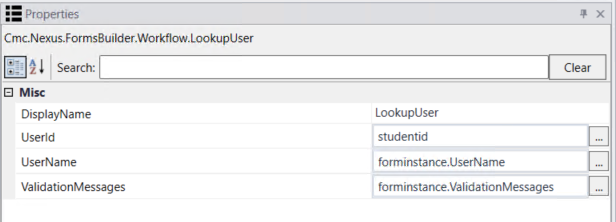 Properties
Cmc.Nexus.FormsBuilder.Workflow.LookupUser
Search: Clear
Misc
DisplayName LookupUser
UserId studentid ...
UserName forminstance.UserName ...
ValidationMessages forminstance.ValidationMessages ...